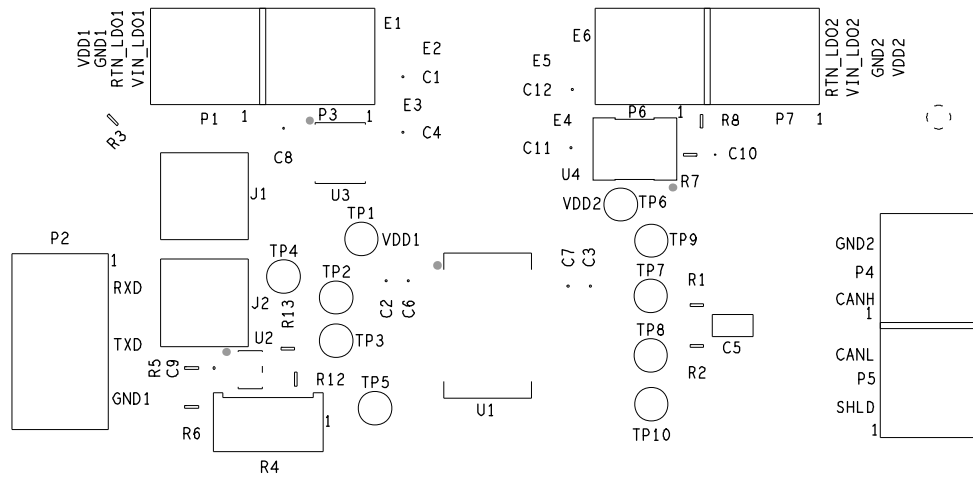 VDD1
GND1
RTN_LDO1
VIN_LDO1
E1
E2
C1
E3
C4
P1
1
P3
1
R3
C8
U3
E6
E5
C12
E4
C11
P6
1
R8
P7
1
RTN_LDO2
VIN_LDO2
GND2
VDD2
U4
C10
R7
VDD2
TP6
J1
TP1
VDD1
TP9
P2
1
RXD
TXD
GND1
TP4
TP2
J2
R13
C2
C6
C7
C3
TP7
R1
GND2
P4
CANH
1
U2
TP3
TP8
C5
R5
C9
R12
TP5
R2
CANL
P5
SHLD
1
R6
1
R4
U1
TP10